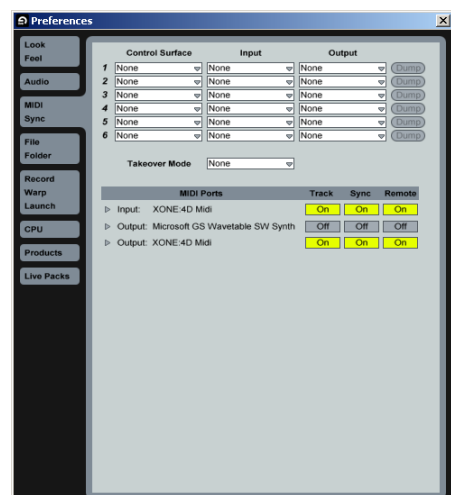 Preferences
Look
Feel
Audio
MIDI
Sync
File
Folder
Record
Warp
Launch
CPU
Products
Live Packs
Control Surface Input Output
1 None None None Dump
2 None None None Dump
3 None None None Dump
4 None None None Dump
5 None None None Dump
6 None None None Dump
Takeover Mode None
MIDI Ports Track Sync Remote
Input: XONE:4D Midi On On On
Output: Microsoft GS Wavetable SW Synth Off Off Off
Output: XONE:4D Midi On On On